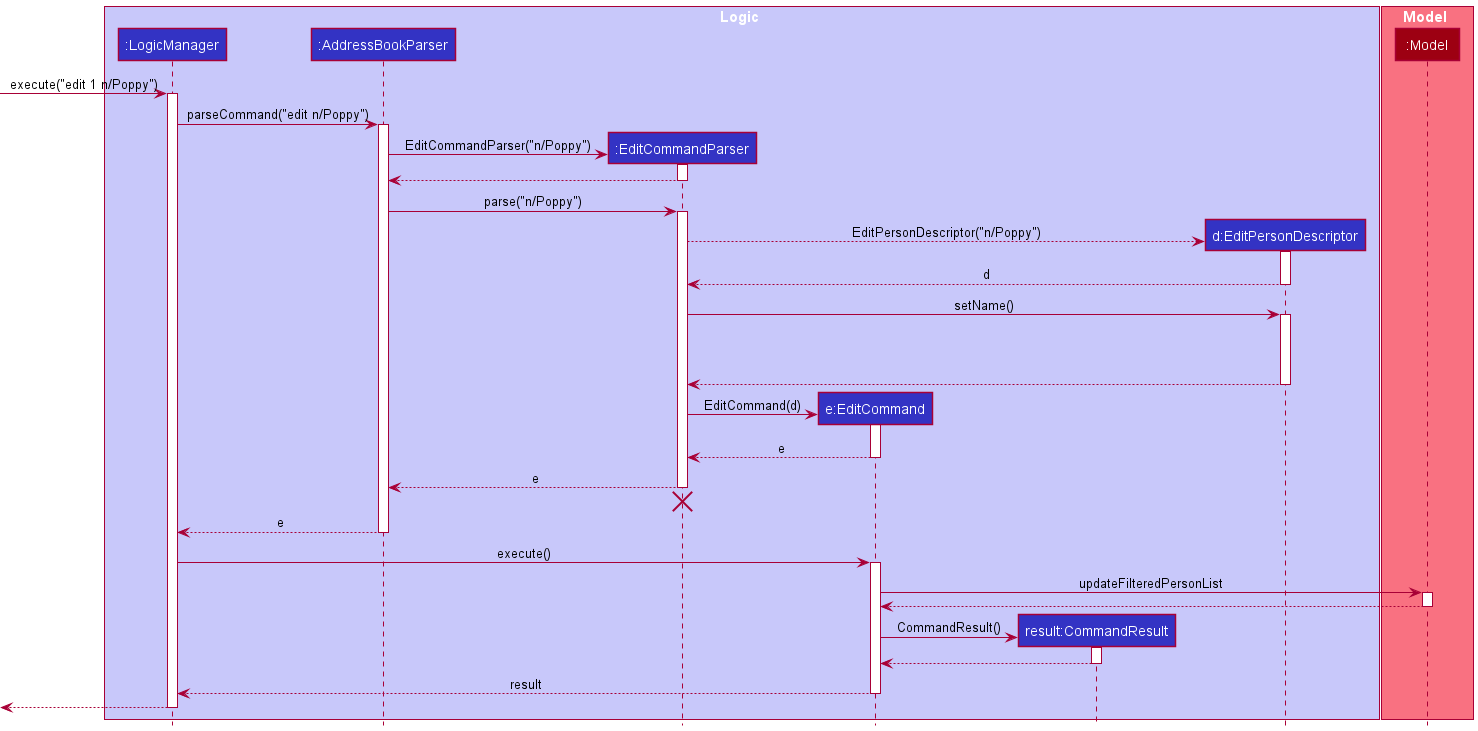 Logic
Model
:LogicManager
:AddressBookParser
:Model
execute("edit 1 n/Poppy")
parseCommand("edit n/Poppy")
EditCommandParser("n/Poppy")
:EditCommandParser
parse("n/Poppy")
EditPersonDescriptor("n/Poppy")
d:EditPersonDescriptor
d
setName()
EditCommand(d)
e:EditCommand
e
e
e
execute()
updateFilteredPersonList
CommandResult()
result:CommandResult
result